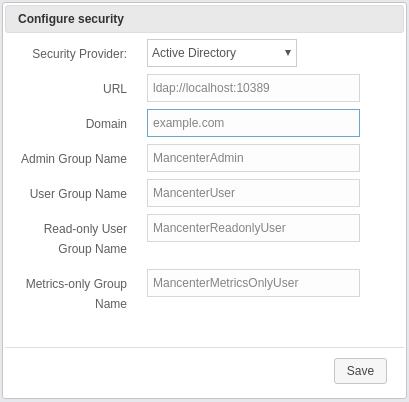 Configure security
Security Provider: Active Directory
URL ldap://localhost:10389
Domain example.com
Admin Group Name MancenterAdmin
User Group Name MancenterUser
Read-only User MancenterReadonlyUser
Group Name
Metrics-only Group MancenterMetricsOnlyUser
Name
Save